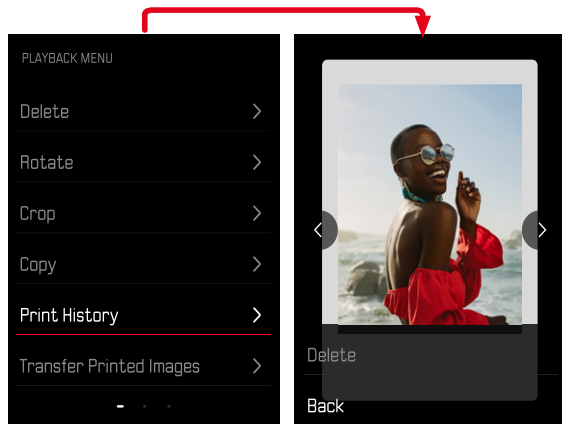 PLAYBACK MENU
Delete
Rotate
Crop
Copy
Print History
Transfer Printed Images
Delete
Back